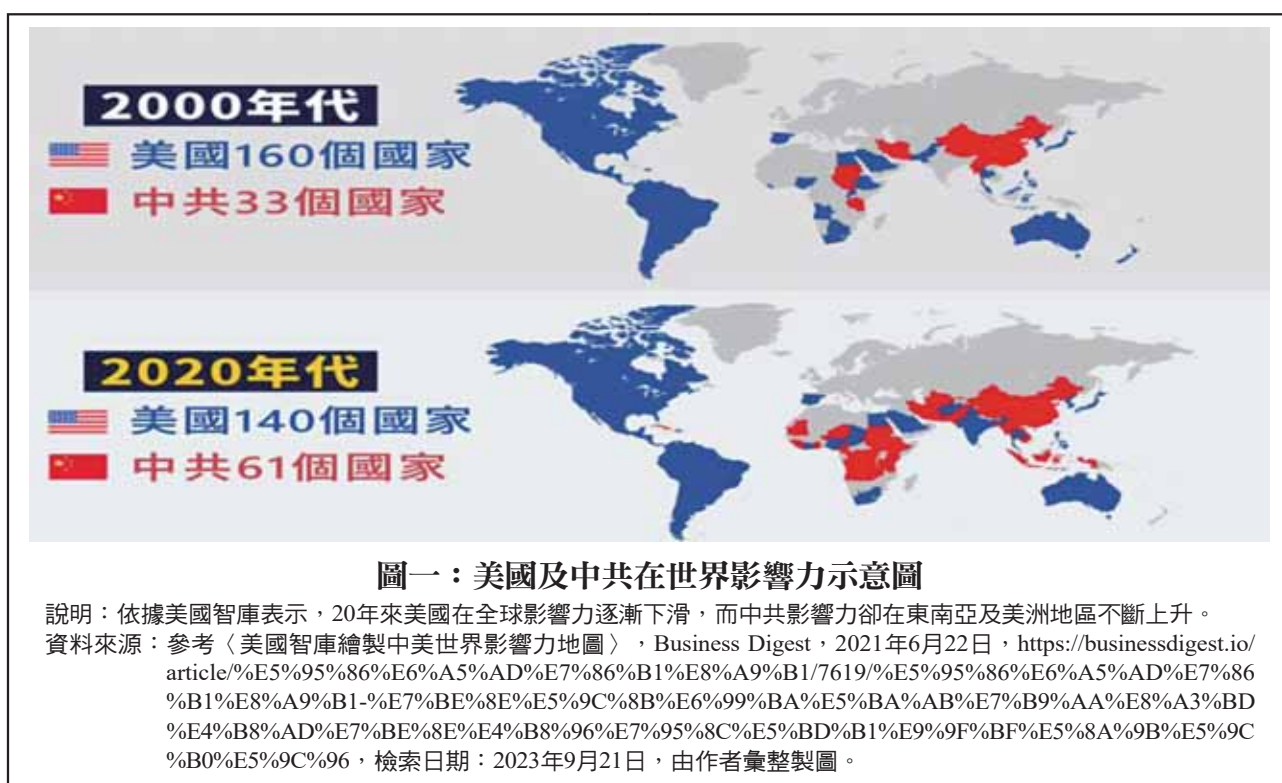 2000年代
美國160個國家
中共33個國家
2020年代
美國140個國家
中共61個國家
圖一：美國及中共在世界影響力示意圖
說明：依據美國智庫表示，20年來美國在全球影響力逐漸下滑，而中共影響力卻在東南亞及美洲地區不斷上升。
資料來源：參考〈美國智庫繪製中美世界影響力地圖〉，Business Digest，2021年6月22日，https://businessdigest.io/
article/%E5%95%86%E6%A5%AD%E7%86%B1%E8%A9%B1/7619/%E5%95%86%E6%A5%AD%E7%86
%B1%E8%A9%B1-%E7%BE%8E%E5%9C%8B%E6%99%BA%E5%BA%AB%E7%B9%AA%E8%A3%BD
%E4%B8%AD%E7%BE%8E%E4%B8%96%E7%95%8C%E5%BD%B1%E9%9F%BF%E5%8A%9B%E5%9C
%B0%E5%9C%96，檢索日期：2023年9月21日，由作者彙整製圖。